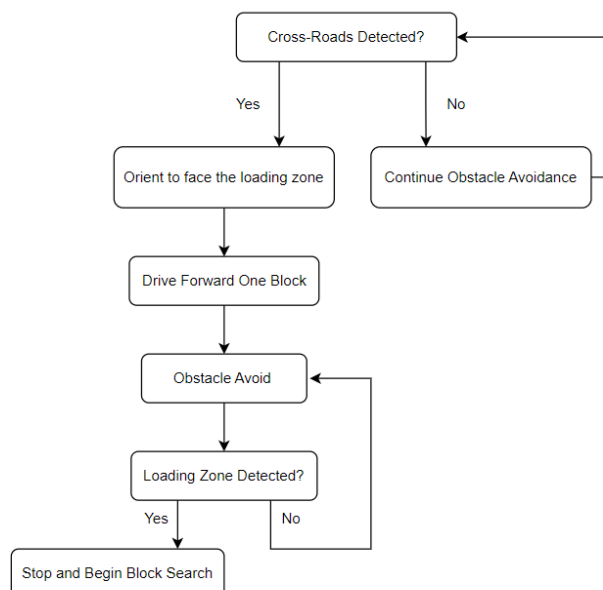 Cross-Roads Detected?
Yes
No
Orient to face the loading zone
Continue Obstacle Avoidance
Drive Forward One Block
Obstacle Avoid
Loading Zone Detected?
Yes
No
Stop and Begin Block Search